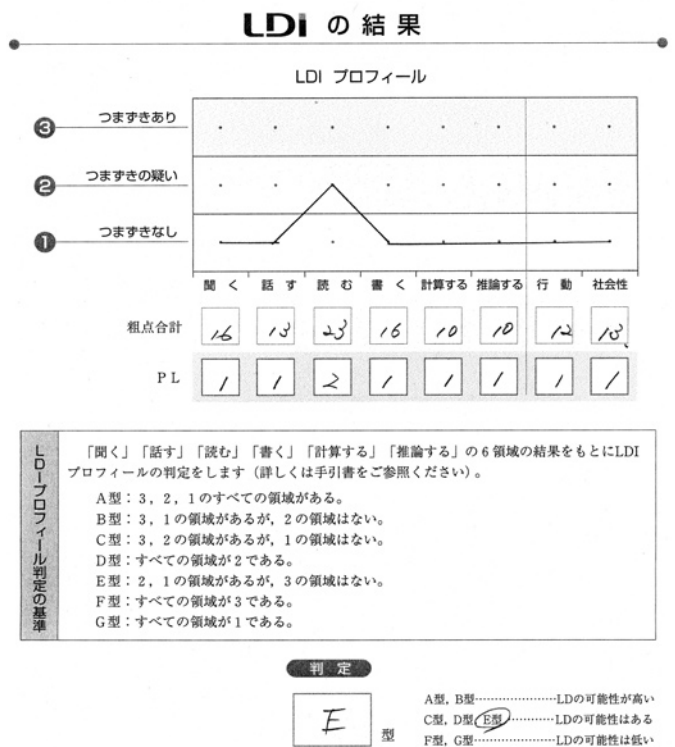 LDI の結果
LDI プロフィール
3 つまずきあり
2 つまずきの疑い
1 つまずきなし
聞く 話す 読む 書く 計算する 推論する 行動 社会性
粗点合計 16 13 23 16 10 10 12 13
PL 1 1 2 1 1 1 1 1
LDIープロフィール判定の基準
「聞く」「話す」「読む」「書く」「計算する」「推論する」の6領域の結果をもとにLDI
プロフィールの判定をします(詳しくは手引書をご参照ください)。
A型:3,2,1のすべての領域がある。
B型:3,1の領域があるが,2の領域はない。
C型:3,2の領域があるが,1の領域はない。
D型:すべての領域が2である。
E型:2,1の領域があるが,3の領域はない。
F型:すべての領域が3である。
G型:すべての領域が1である。
判定
E 型
A型,B型…………………LDの可能性が高い
C型,D型,E型…………LDの可能性はある
F型,G型…………………LDの可能性は低い